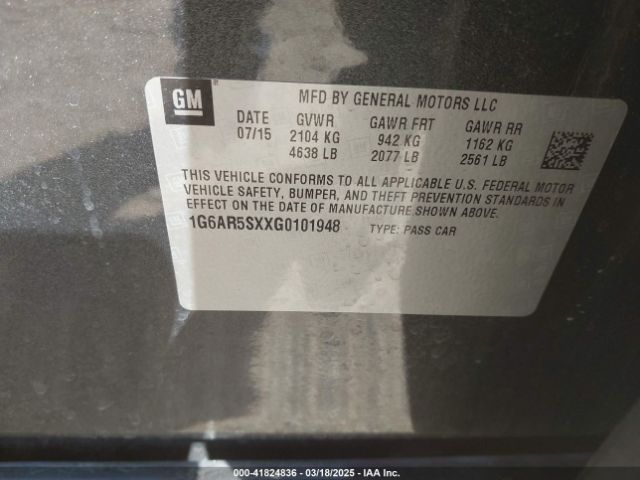 GM
MFD BY GENERAL MOTORS LLC
DATE GVWR GAWR FRT GAWR RR
07/15 2104 KG 942 KG 1162 KG
4638 LB 2077 LB 2561 LB
THIS VEHICLE CONFORMS TO ALL APPLICABLE U.S. FEDERAL MOTOR
VEHICLE SAFETY, BUMPER, AND THEFT PREVENTION STANDARDS IN
EFFECT ON THE DATE OF MANUFACTURE SHOWN ABOVE.
1G6AR5SXXG0101948 TYPE: PASS CAR
000-41824836 - 03/18/2025 - IAA Inc.